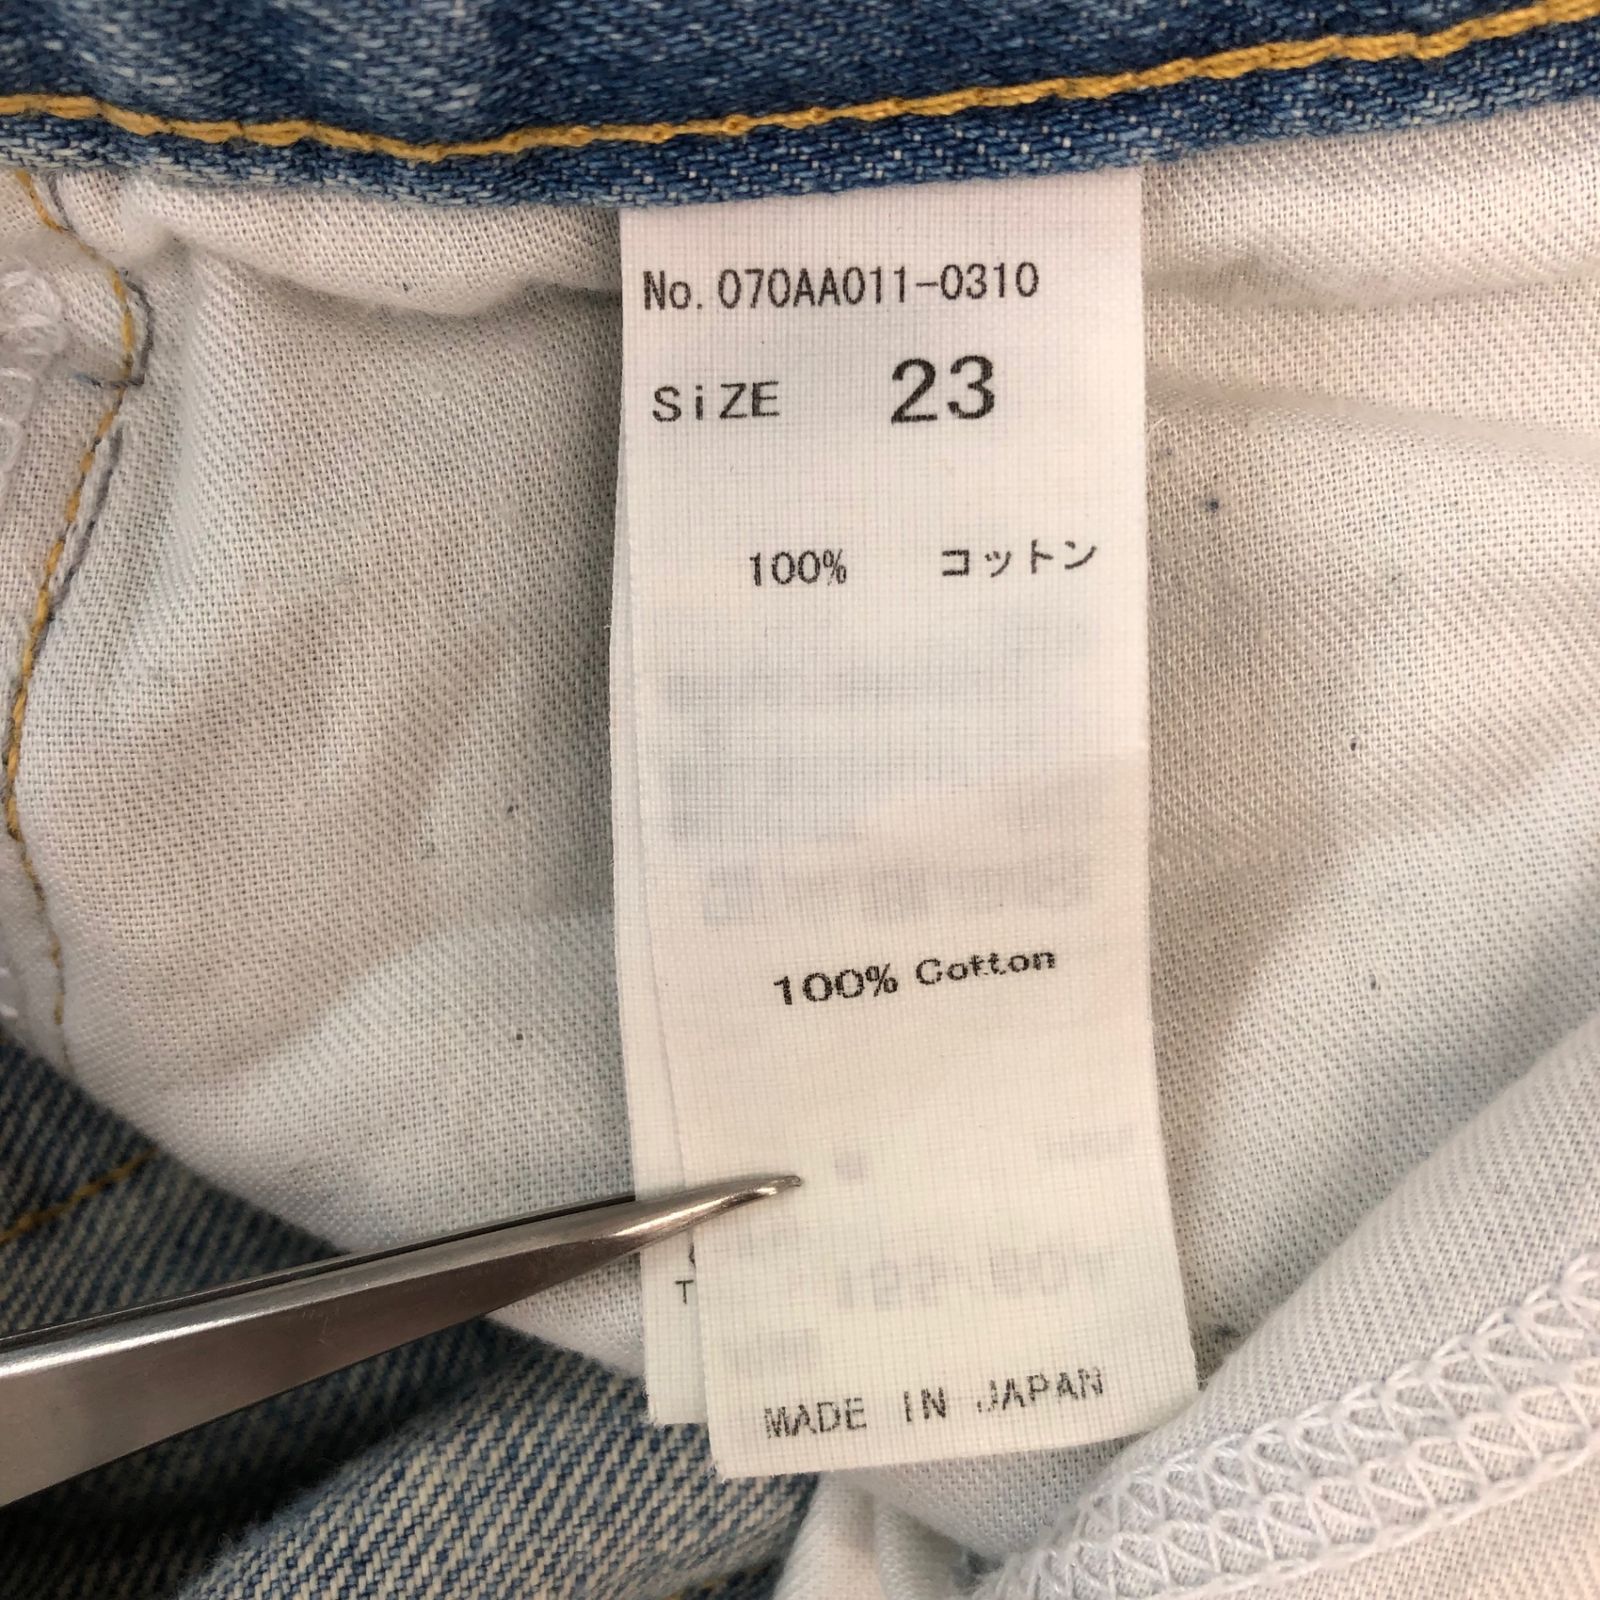 No. 070AA011-0310
SiZE 23
100% コットン
100% Cotton
T
MADE IN JAPAN